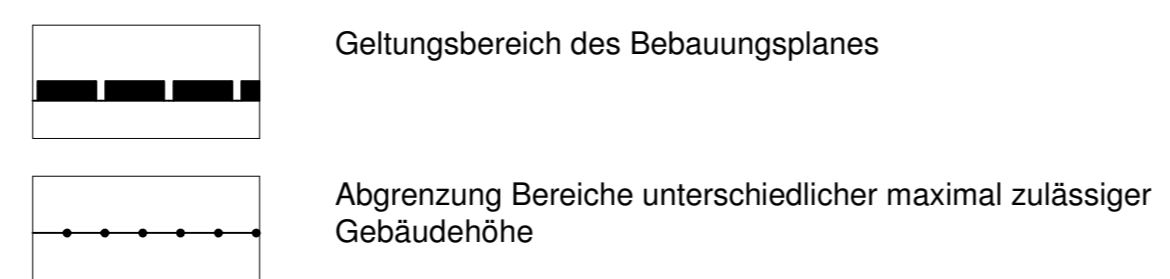 Geltungsbereich des Bebauungsplanes
Abgrenzung Bereiche unterschiedlicher maximal zulässiger
Gebäudehöhe